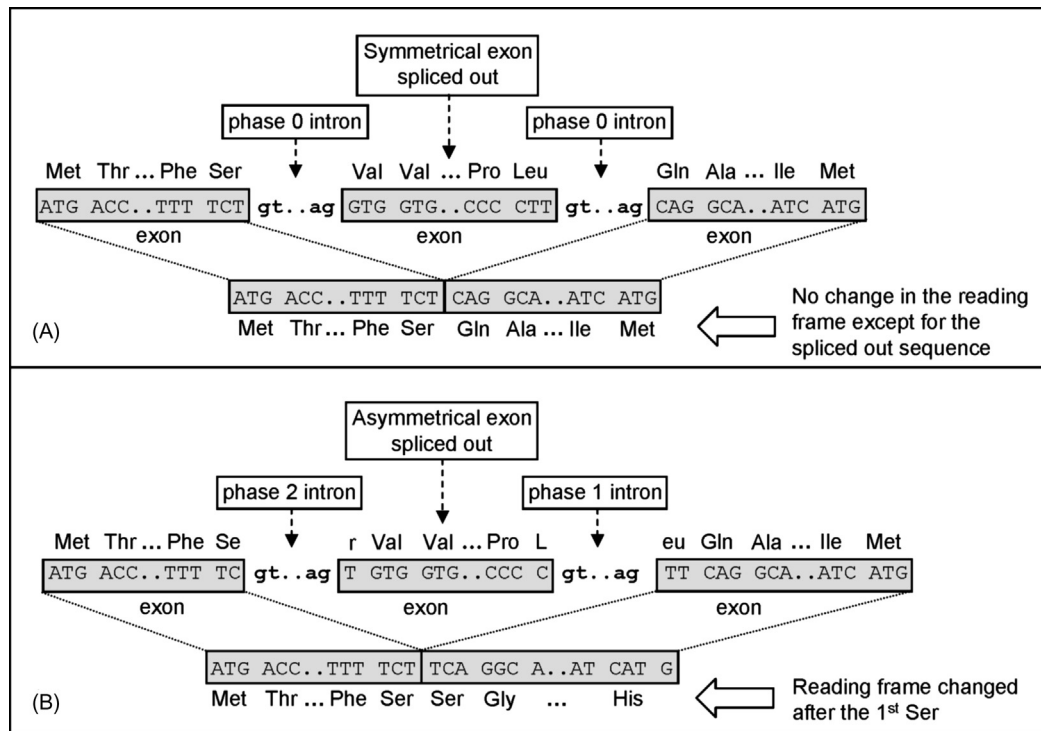 Symmetrical exon
spliced out
phase 0 intron
phase 0 intron
Met Thr ... Phe Ser
Val Val ... Pro Leu
Gln Ala ... Ile Met
ATG ACC..TTT TCT
gt..ag
GTG GTG..CCC CTT
gt..ag
CAG GCA..ATC ATG
exon
exon
exon
ATG ACC..TTT TCT
CAG GCA..ATC ATG
Met Thr ... Phe Ser
Gln Ala ... Ile Met
No change in the reading
frame except for the
spliced out sequence
(A)
Asymmetrical exon
spliced out
phase 2 intron
phase 1 intron
Met Thr ... Phe Se
r Val Val ... Pro L
eu Gln Ala ... Ile Met
ATG ACC..TTT TC
gt..ag
T GTG GTG..CCC C
gt..ag
TT CAG GCA..ATC ATG
exon
exon
exon
ATG ACC..TTT TCT
TCA GGC A..AT CAT G
Met Thr ... Phe Ser
Ser Gly ... His
Reading frame changed
after the 1st Ser
(B)